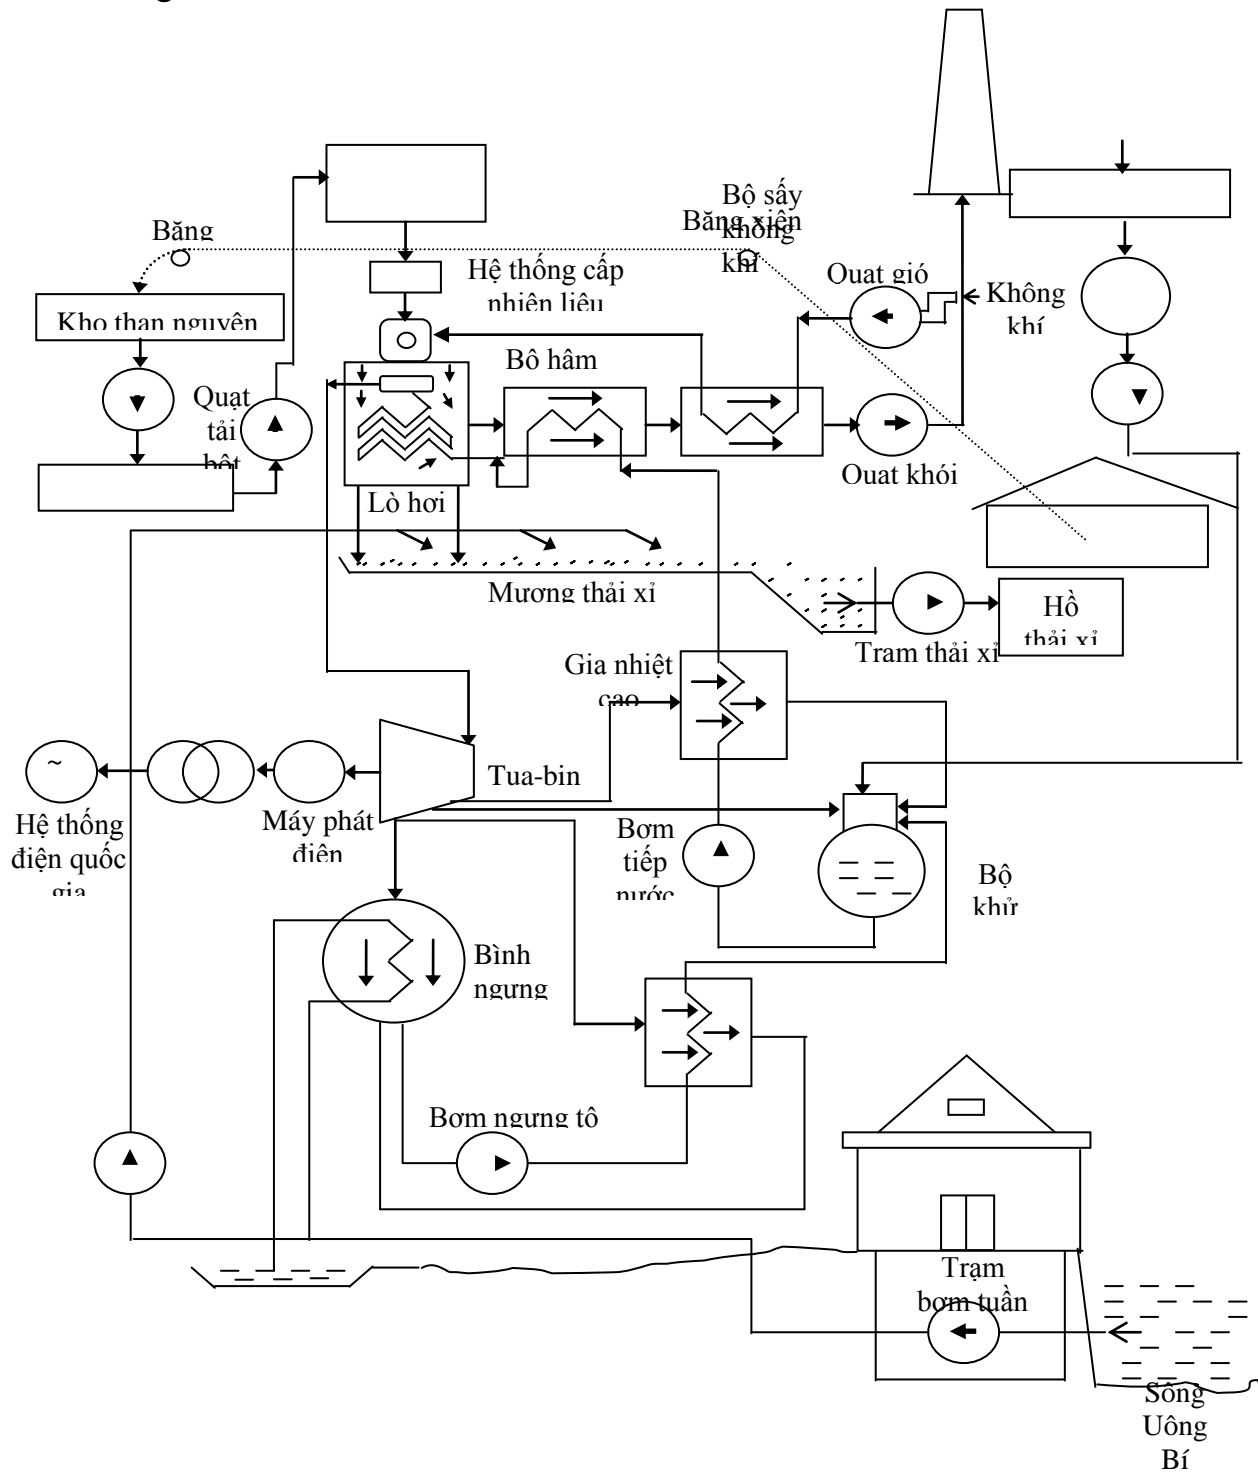 Bộ sấy
không
khí
Băng xiên
Băng
Hệ thống cấp
nhiên liệu
Quạt gió
Không
khí
Kho than nguyên
Bộ hâm
Quạt
tải
bột
Quạt khói
Lò hơi
Mương thải xỉ
Hồ
thải xỉ
Trạm thải xỉ
Gia nhiệt
cao
Tua-bin
~
Hệ thống
điện quốc
gia
Máy phát
điện
Bơm
tiếp
nước
Bộ
khử
Bình
ngưng
Bơm ngưng tụ
Trạm
bơm tuần
Sông
Uông
Bí